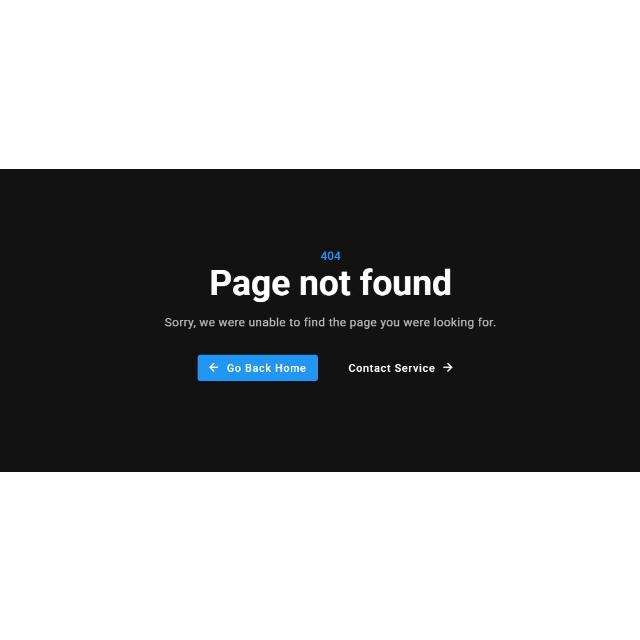 404
Page not found
Sorry, we were unable to find the page you were looking for.
Go Back Home
Contact Service